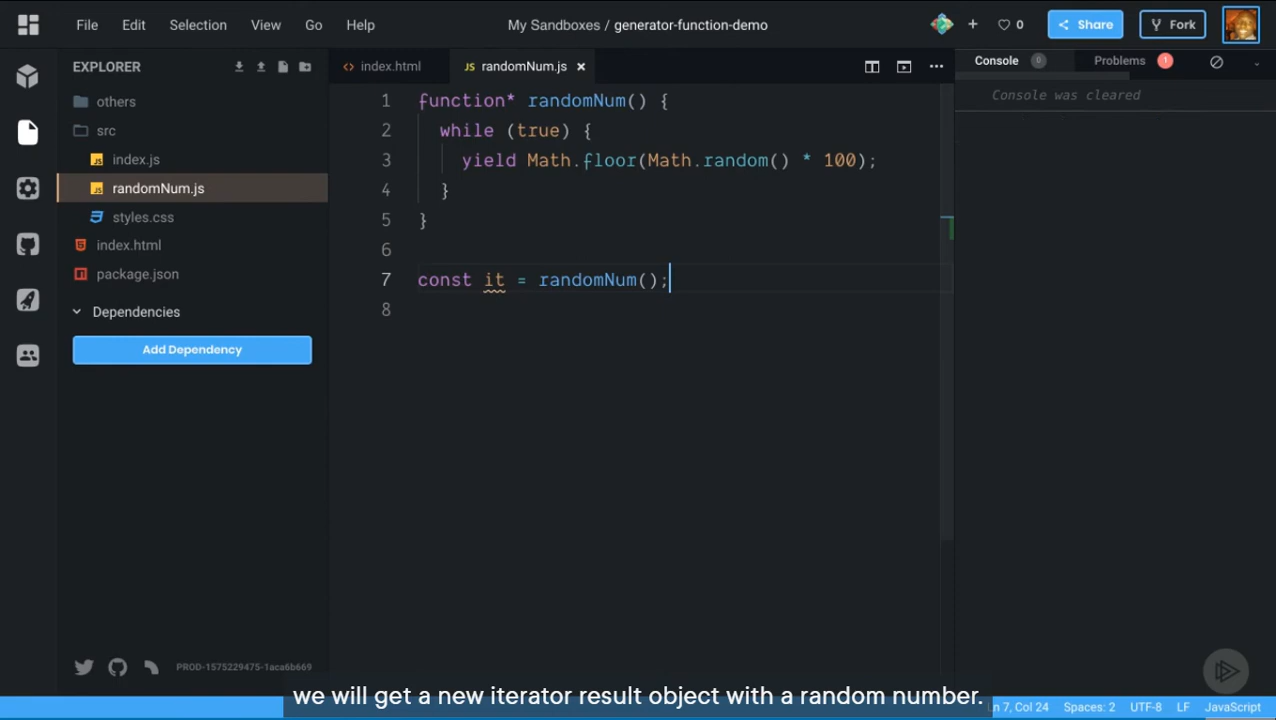 File Edit Selection View Go Help
My Sandboxes / generator-function-demo
0
Share
Fork
EXPLORER
others
src
JS index.js
JS randomNum.js
styles.css
index.html
package.json
Dependencies
Add Dependency
PROD-1575229475-1aca6b669
<> index.html
JS randomNum.js ×
1 function* randomNum() {
2 while (true) {
3 yield Math.floor(Math.random() * 100);
4 }
5 }
6
7 const it = randomNum();
8
Console 0 Problems 1
Console was cleared
we will get a new iterator result object with a random number.
Ln 7, Col 24 Spaces: 2 UTF-8 LF JavaScript